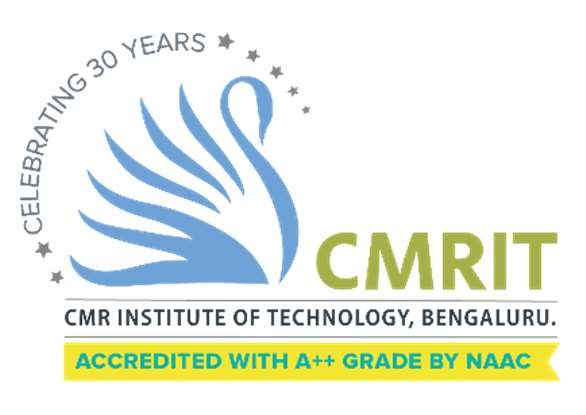 CELEBRATING 30 YEARS
CMRIT
CMR INSTITUTE OF TECHNOLOGY, BENGALURU.
ACCREDITED WITH A++ GRADE BY NAAC